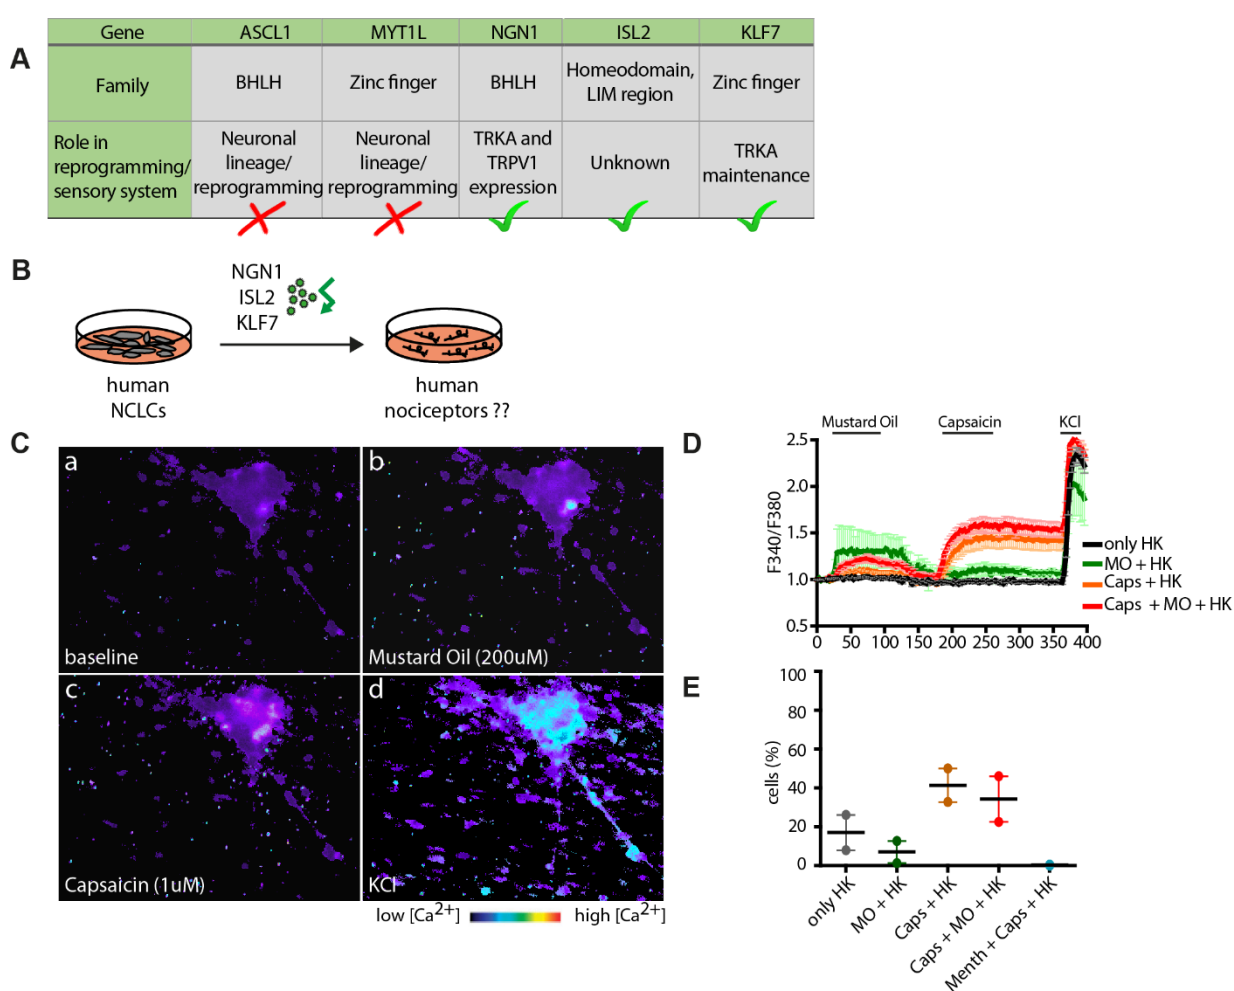 A
Gene ASCL1 MYT1L NGN1 ISL2 KLF7
Family BHLH Zinc finger BHLH Homeodomain, LIM region Zinc finger
Role in reprogramming/ sensory system
Neuronal lineage/ reprogramming
Neuronal lineage/ reprogramming
TRKA and TRPV1 expression
Unknown
TRKA maintenance
B
NGN1
ISL2
KLF7
human
NCLCs
human
nociceptors ??
C
a
baseline
b
Mustard Oil (200uM)
c
Capsaicin (1uM)
d
KCl
low [Ca2+]
high [Ca2+]
D
Mustard Oil Capsaicin KCl
F340/F380
2.5
2.0
1.5
1.0
0.5
0 50 100 150 200 250 300 350 400
only HK
MO + HK
Caps + HK
Caps + MO + HK
E
cells (%)
100
80
60
40
20
0
only HK
MO + HK
Caps + HK
Caps + MO + HK
Menth + Caps + HK